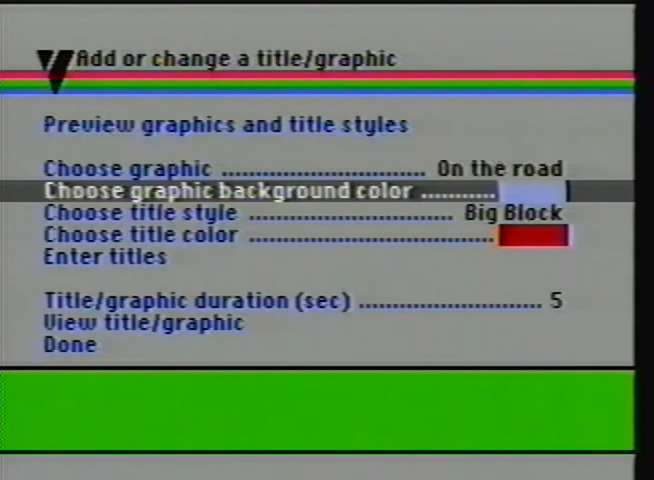 Add or change a title/graphic
Preview graphics and title styles
Choose graphic ............................ On the road
Choose graphic background color ...........
Choose title style ........................... Big Block
Choose title color .................................
Enter titles
Title/graphic duration (sec) ........................ 5
View title/graphic
Done